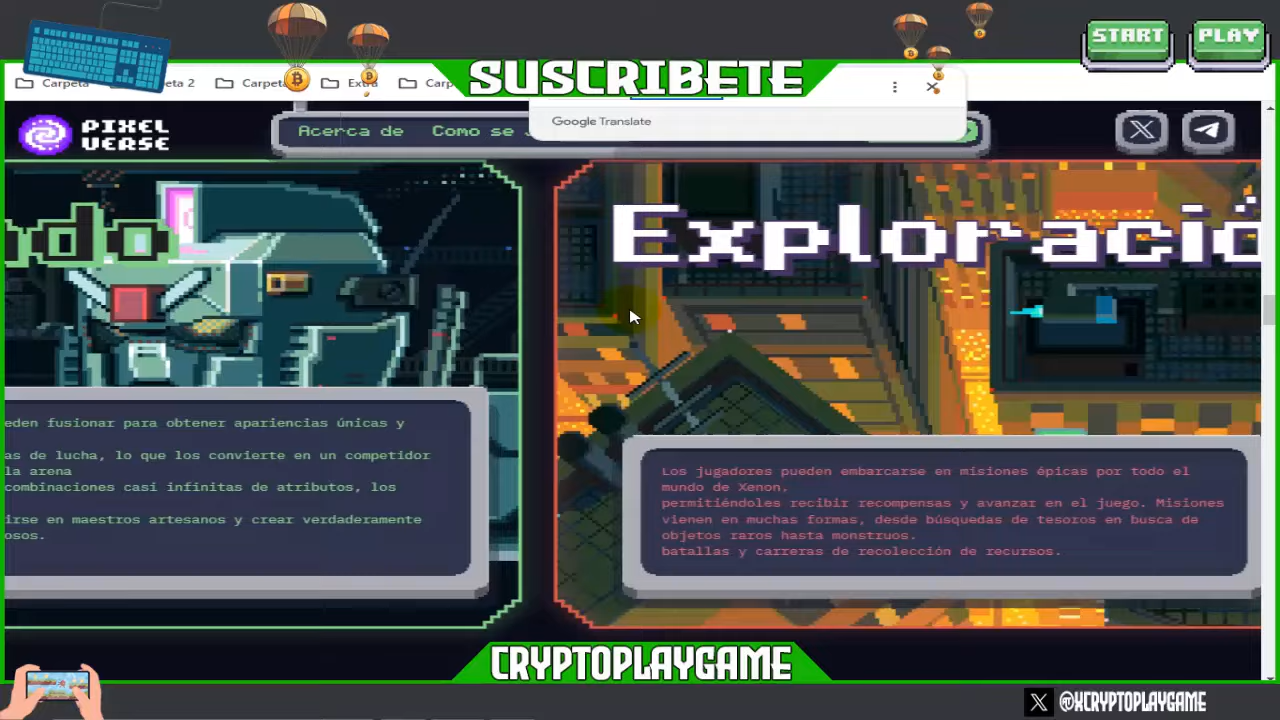 START PLAY
SUSCRIBETE
Carpeta
eta 2
Carpet
Extra
Carp
Google Translate
PIXEL
VERSE
Acerca de Como se
Exploració
eden fusionar para obtener apariencias únicas y
as de lucha, lo que los convierte en un competidor
la arena
combinaciones casi infinitas de atributos, los
irse en maestros artesanos y crear verdaderamente
osos.
Los jugadores pueden embarcarse en misiones épicas por todo el
mundo de Xenon.
permitiéndoles recibir recompensas y avanzar en el juego. Misiones
vienen en muchas formas, desde búsquedas de tesoros en busca de
objetos raros hasta monstruos.
batallas y carreras de recolección de recursos.
CRYPTOPLAYGAME
@XCRYPTOPLAYGAME